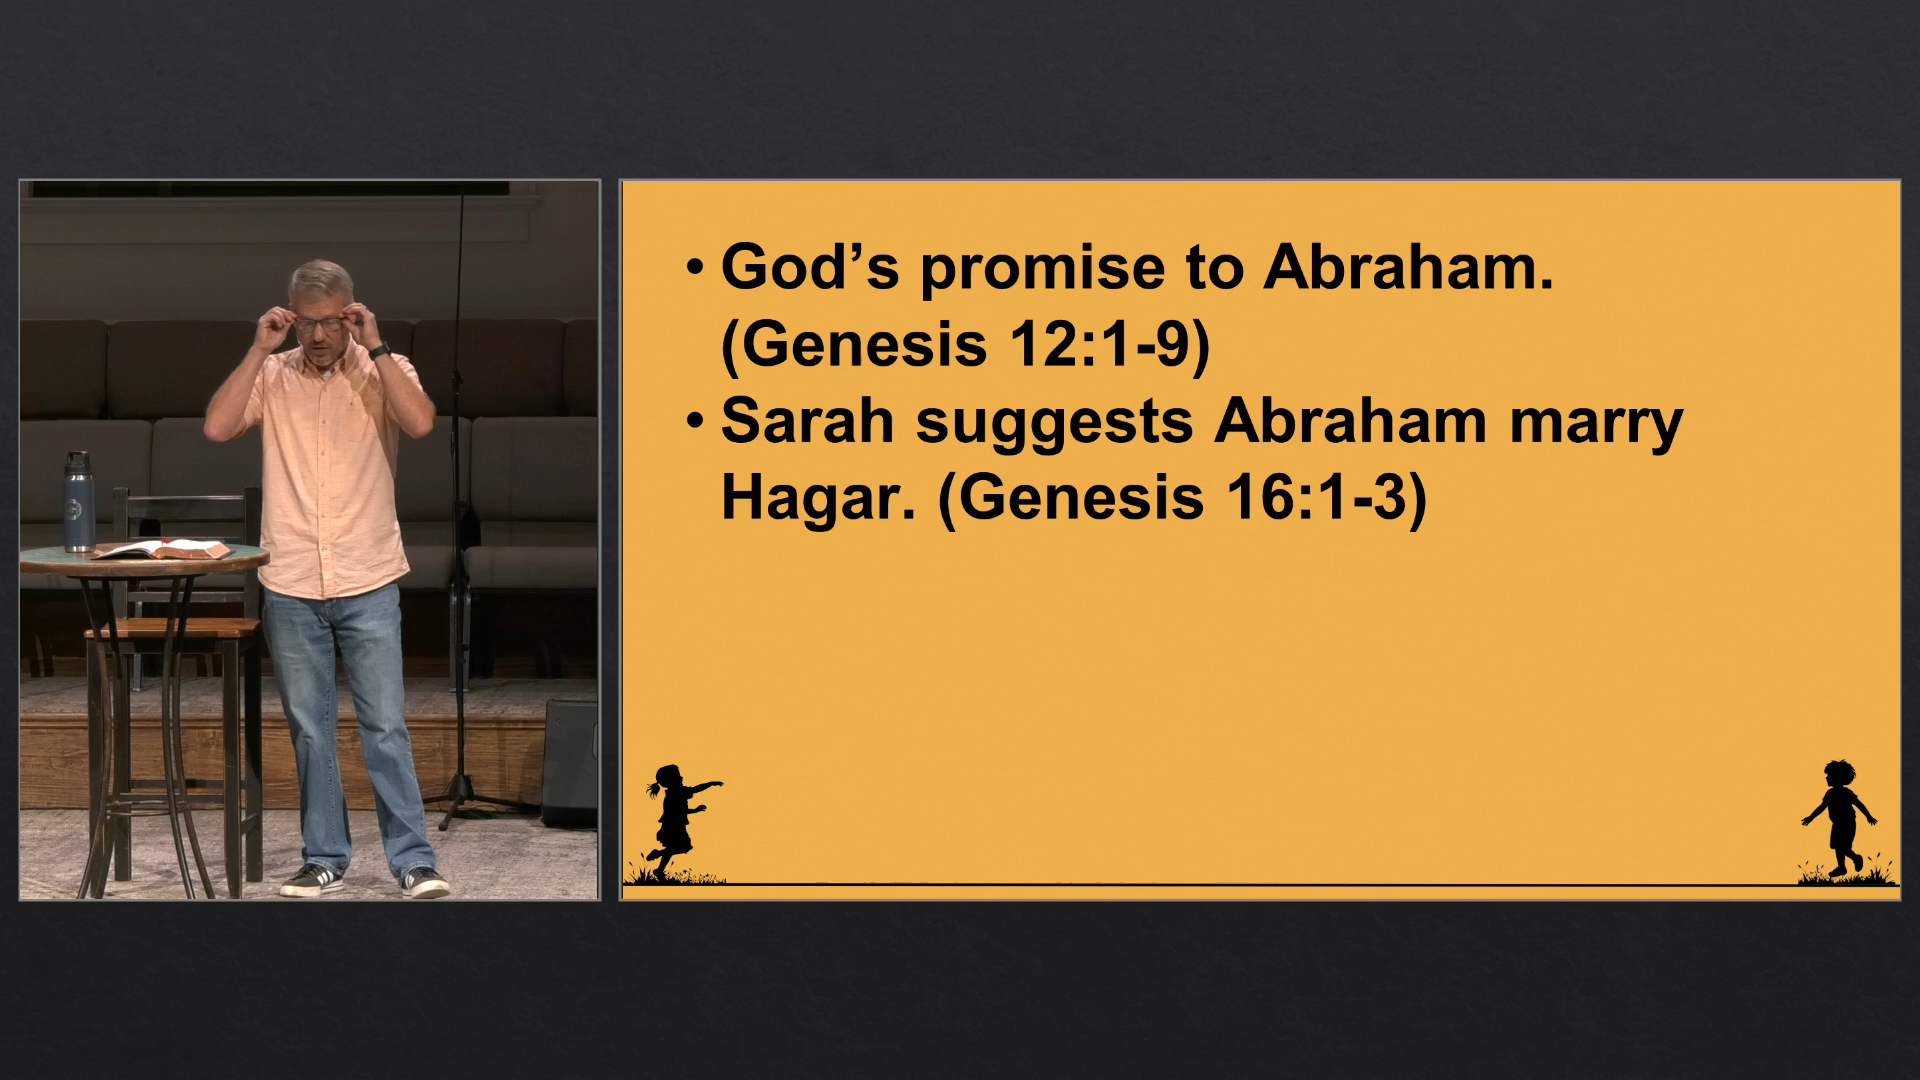 • God’s promise to Abraham.
(Genesis 12:1-9)
• Sarah suggests Abraham marry
Hagar. (Genesis 16:1-3)